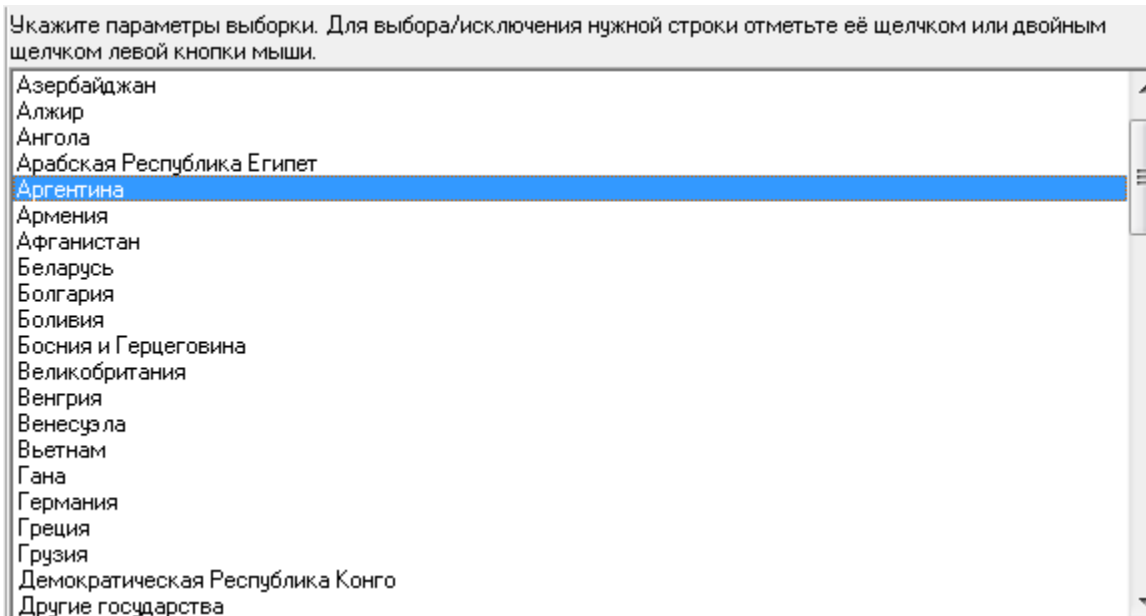 Укажите параметры выборки. Для выбора/исключения нужной строки отметьте её щелчком или двойным
щелчком левой кнопки мыши.
Азербайджан
Алжир
Ангола
Арабская Республика Египет
Аргентина
Армения
Афганистан
Беларусь
Болгария
Боливия
Босния и Герцеговина
Великобритания
Венгрия
Венесуэла
Вьетнам
Гана
Германия
Греция
Грузия
Демократическая Республика Конго
Другие государства